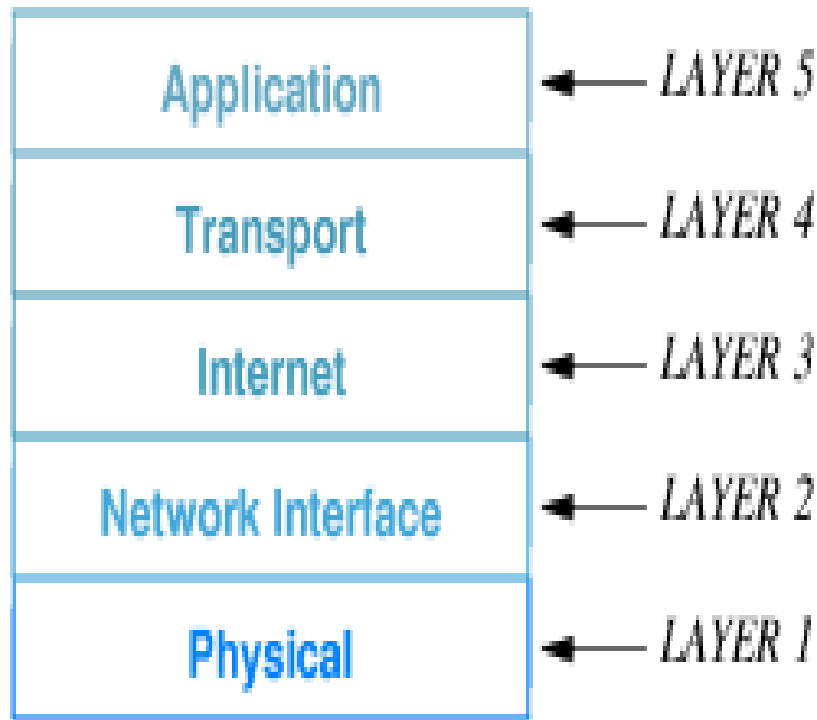 Application LAYER 5
Transport LAYER 4
Internet LAYER 3
Network Interface LAYER 2
Physical LAYER 1